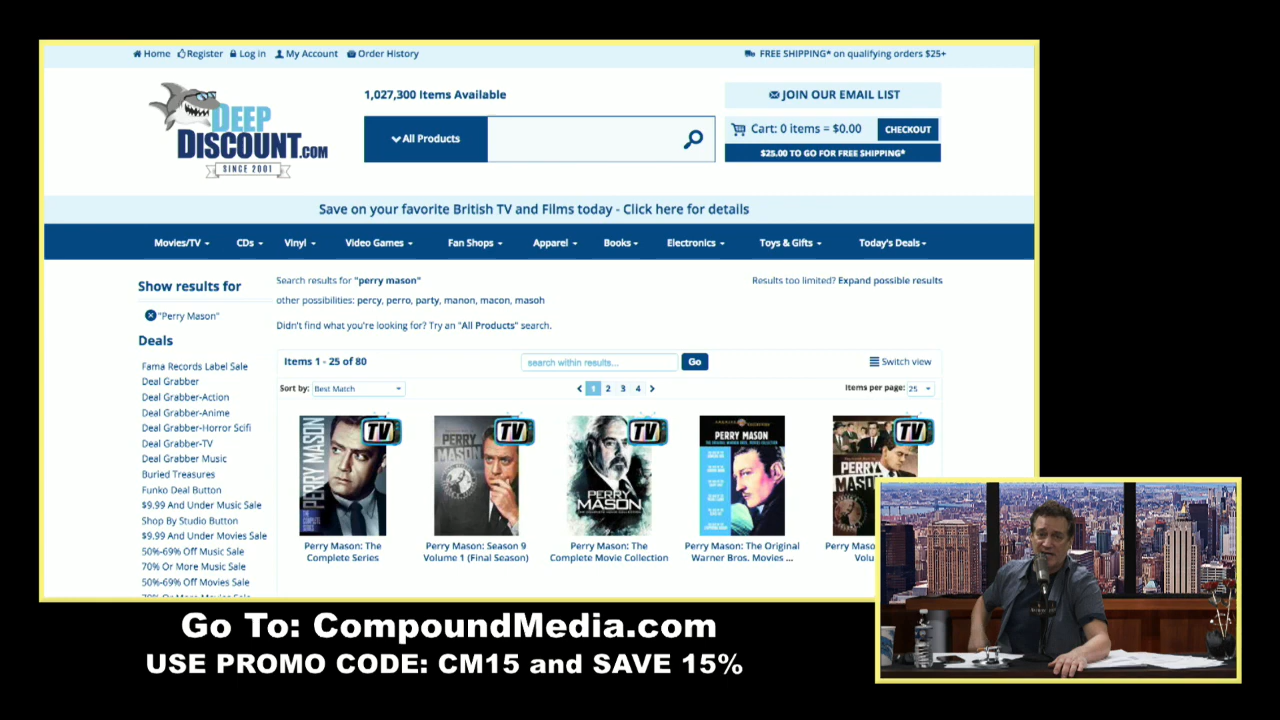 Home Register Log in My Account Order History
FREE SHIPPING* on qualifying orders $25+
DEEP
DISCOUNT.COM
SINCE 2001
1,027,300 Items Available
All Products
JOIN OUR EMAIL LIST
Cart: 0 items = $0.00 CHECKOUT
$25.00 TO GO FOR FREE SHIPPING*
Save on your favorite British TV and Films today - Click here for details
Movies/TV CDs Vinyl Video Games Fan Shops Apparel Books Electronics Toys & Gifts Today's Deals
Show results for
"Perry Mason"
Deals
Fama Records Label Sale
Deal Grabber
Deal Grabber-Action
Deal Grabber-Anime
Deal Grabber-Horror Scifi
Deal Grabber-TV
Deal Grabber Music
Buried Treasures
Funko Deal Button
$9.99 And Under Music Sale
Shop By Studio Button
$9.99 And Under Movies Sale
50%-69% Off Music Sale
70% Or More Music Sale
50%-69% Off Movies Sale
70% Or More Movies Sale
Search results for "perry mason"
Results too limited? Expand possible results
other possibilities: percy, perro, party, manon, macon, masoh
Didn't find what you're looking for? Try an "All Products" search.
Items 1 - 25 of 80
search within results...
Go
Switch view
Sort by: Best Match
< 1 2 3 4 >
Items per page: 25
PERRY MASON
TV
PERRY MASON
TV
PERRY MASON
TV
PERRY MASON
PERRY
MASON
TV
Perry Mason: The
Complete Series
Perry Mason: Season 9
Volume 1 (Final Season)
Perry Mason: The
Complete Movie Collection
Perry Mason: The Original
Warner Bros. Movies ...
Perry Maso
Volu
Go To: CompoundMedia.com
USE PROMO CODE: CM15 and SAVE 15%